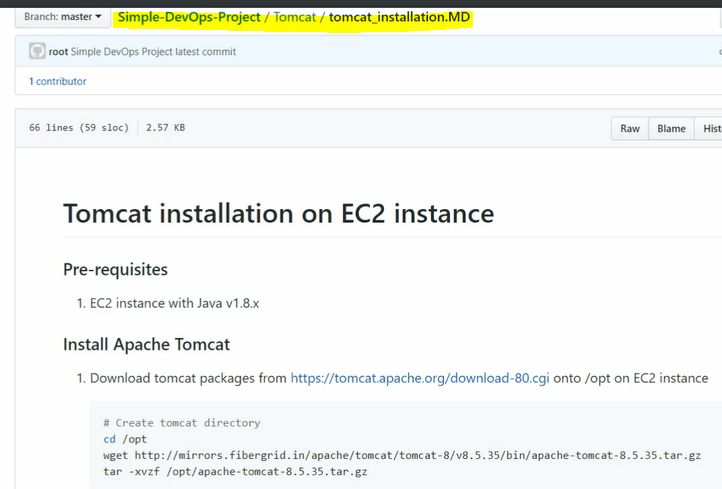 Branch: master
Simple-DevOps-Project / Tomcat / tomcat_installation.MD
root Simple DevOps Project latest commit
1 contributor
66 lines (59 sloc) 2.57 KB
Raw Blame Hist
Tomcat installation on EC2 instance
Pre-requisites
1. EC2 instance with Java v1.8.x
Install Apache Tomcat
1. Download tomcat packages from https://tomcat.apache.org/download-80.cgi onto /opt on EC2 instance
# Create tomcat directory
cd /opt
wget http://mirrors.fibergrid.in/apache/tomcat/tomcat-8/v8.5.35/bin/apache-tomcat-8.5.35.tar.gz
tar -xvzf /opt/apache-tomcat-8.5.35.tar.gz